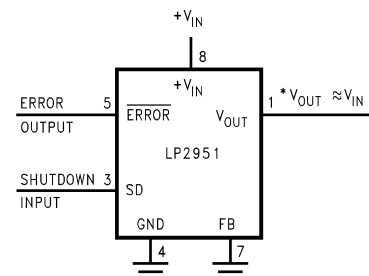 +VIN
8
+VIN
ERROR 5 ERROR 1 *VOUT ≈VIN
OUTPUT VOUT
LP2951
SHUTDOWN 3 SD
INPUT
GND FB
4 7